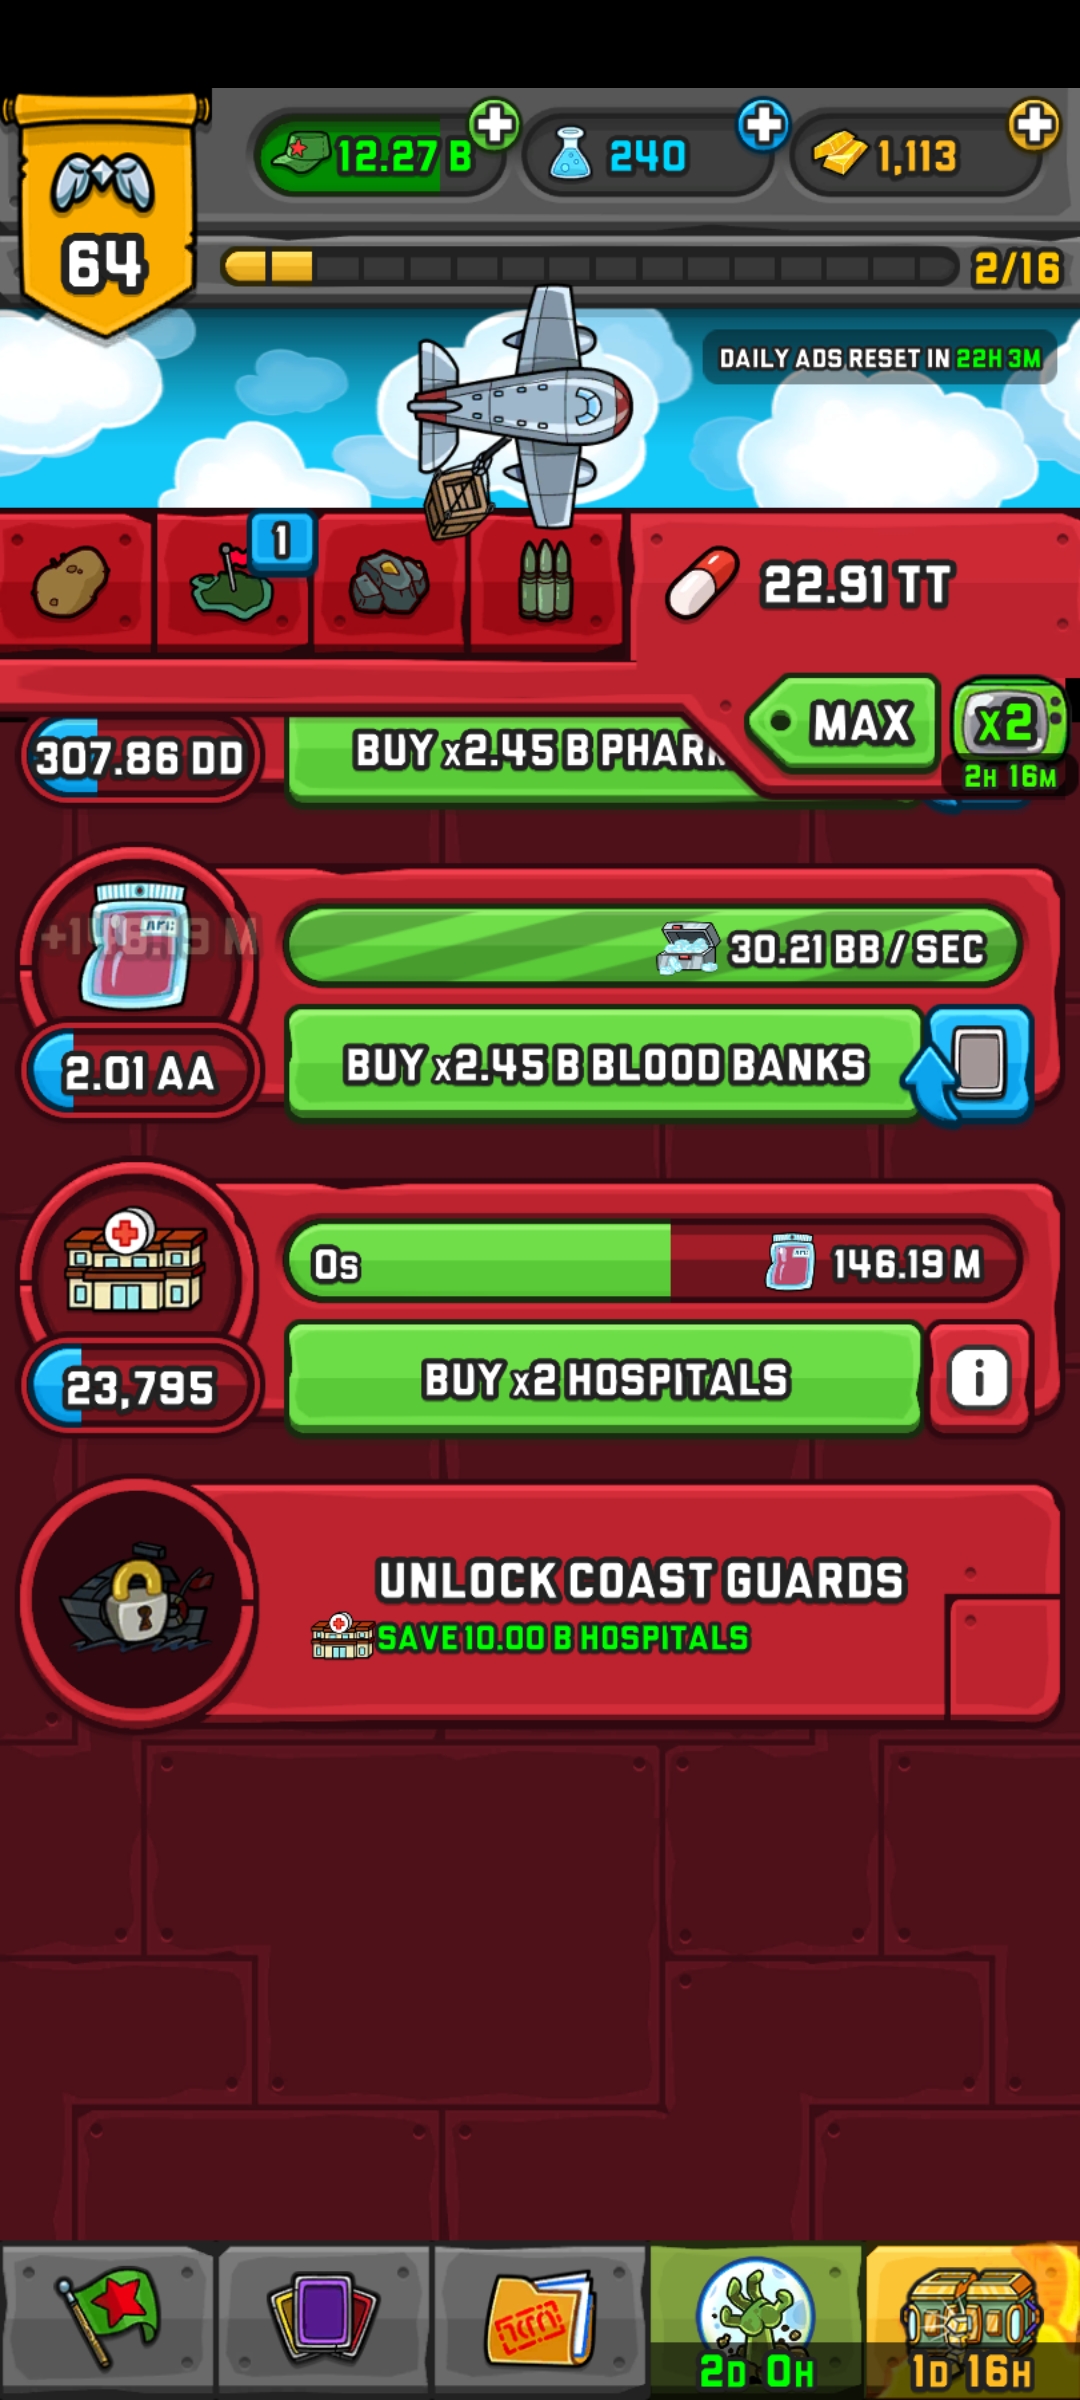 12.27 B
240
1,113
64
2/16
DAILY ADS RESET IN 22H 3M
1
22.91 TT
MAX
x2
2H 16M
307.86 DD
BUY x2.45 B PHAR
+146.19 M
30.21 BB / SEC
2.01 AA
BUY x2.45 B BLOOD BANKS
0s
146.19 M
23,795
BUY x2 HOSPITALS
i
UNLOCK COAST GUARDS
SAVE 10.00 B HOSPITALS
2D 0H
1D 16H